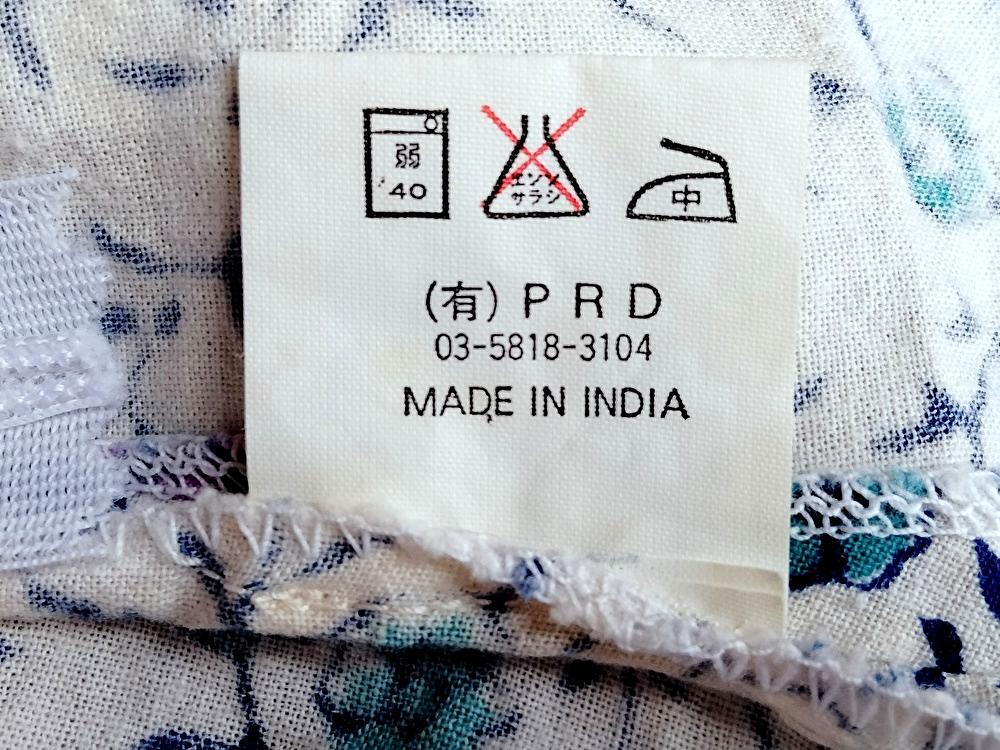 弱
40
エンソ
サラシ
中
(有) P R D
03-5818-3104
MADE IN INDIA